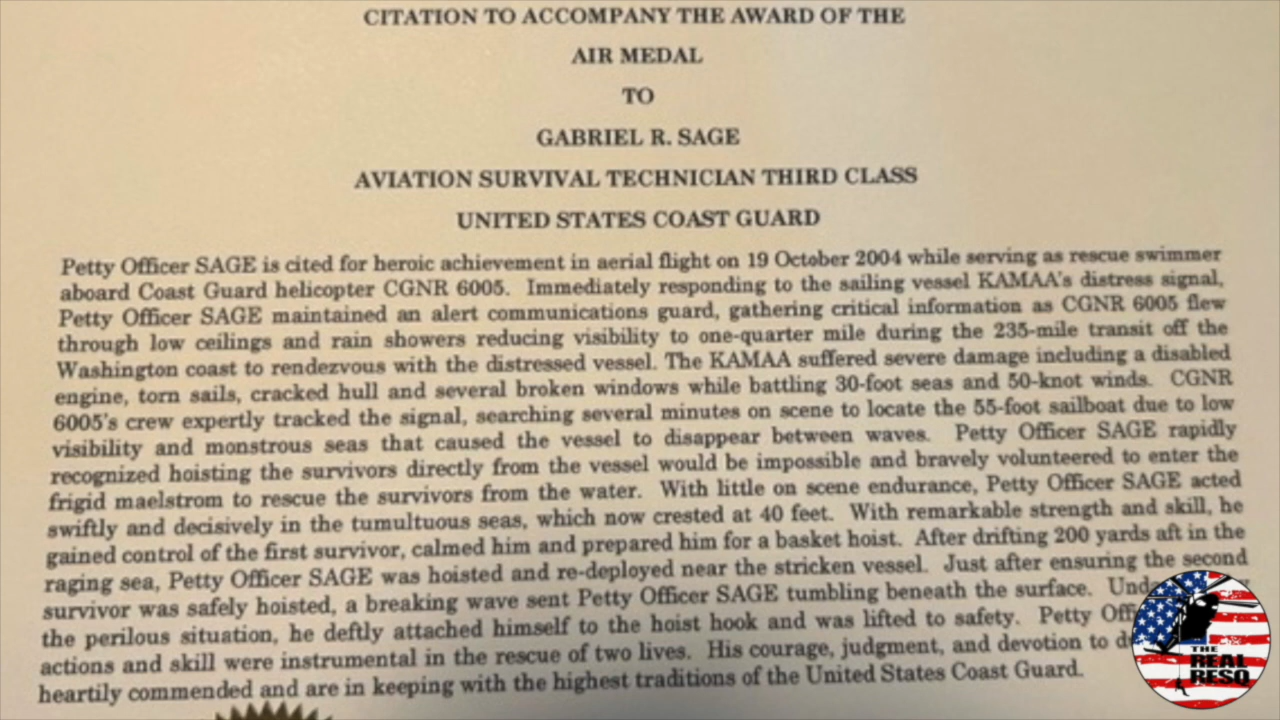 CITATION TO ACCOMPANY THE AWARD OF THE
AIR MEDAL
TO
GABRIEL R. SAGE
AVIATION SURVIVAL TECHNICIAN THIRD CLASS
UNITED STATES COAST GUARD
Petty Officer SAGE is cited for heroic achievement in aerial flight on 19 October 2004 while serving as rescue swimmer
aboard Coast Guard helicopter CGNR 6005. Immediately responding to the sailing vessel KAMAA's distress signal,
Petty Officer SAGE maintained an alert communications guard, gathering critical information as CGNR 6005 flew
through low ceilings and rain showers reducing visibility to one-quarter mile during the 235-mile transit off the
Washington coast to rendezvous with the distressed vessel. The KAMAA suffered severe damage including a disabled
engine, torn sails, cracked hull and several broken windows while battling 30-foot seas and 50-knot winds. CGNR
6005's crew expertly tracked the signal, searching several minutes on scene to locate the 55-foot sailboat due to low
visibility and monstrous seas that caused the vessel to disappear between waves. Petty Officer SAGE rapidly
recognized hoisting the survivors directly from the vessel would be impossible and bravely volunteered to enter the
frigid maelstrom to rescue the survivors from the water. With little on scene endurance, Petty Officer SAGE acted
swiftly and decisively in the tumultuous seas, which now crested at 40 feet. With remarkable strength and skill, he
gained control of the first survivor, calmed him and prepared him for a basket hoist. After drifting 200 yards aft in the
raging sea, Petty Officer SAGE was hoisted and re-deployed near the stricken vessel. Just after ensuring the second
survivor was safely hoisted, a breaking wave sent Petty Officer SAGE tumbling beneath the surface.
the perilous situation, he deftly attached himself to the hoist hook and was lifted to safety. Petty
actions and skill were instrumental in the rescue of two lives. His courage, judgment, and devotion to
heartily commended and are in keeping with the highest traditions of the United States Coast Guard.
THE
REAL
RESQ